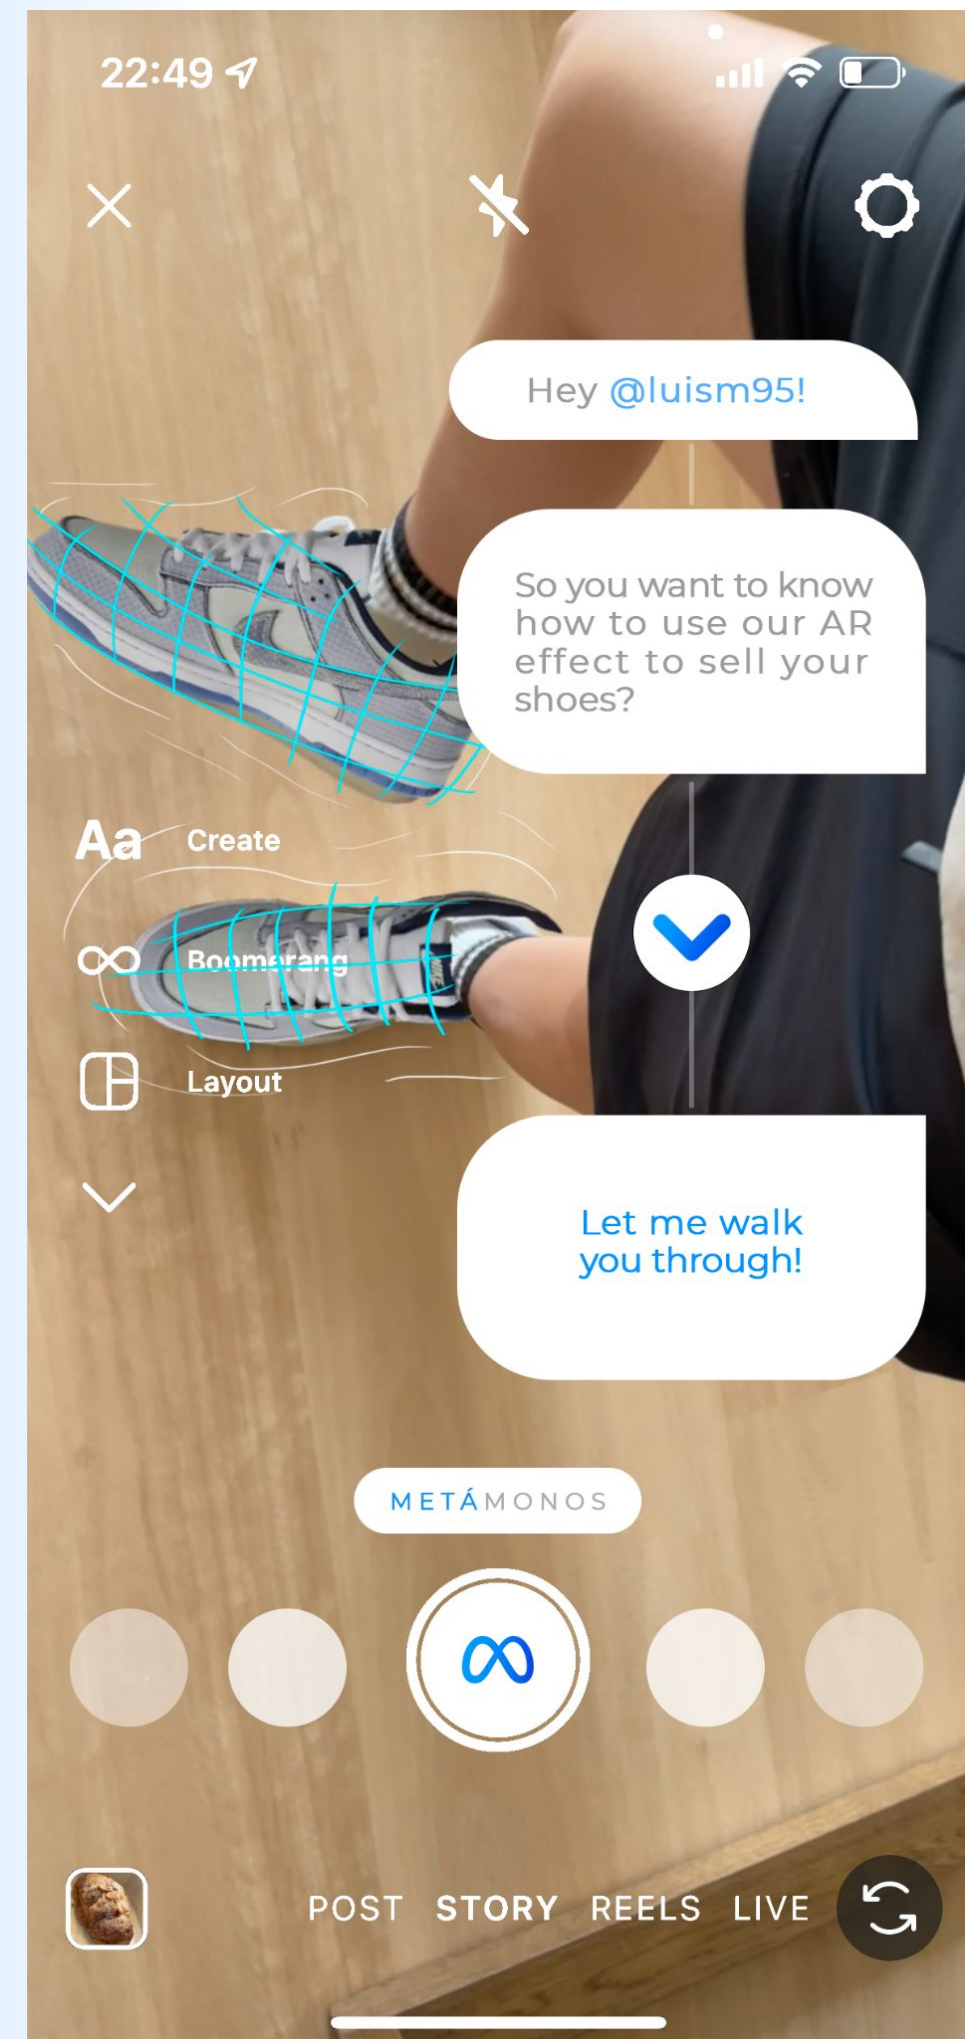 22:49
Hey @luism95!
So you want to know
how to use our AR
effect to sell your
shoes?
Aa Create
Boomerang
Layout
Let me walk
you through!
METÁMONOS
POST STORY REELS LIVE